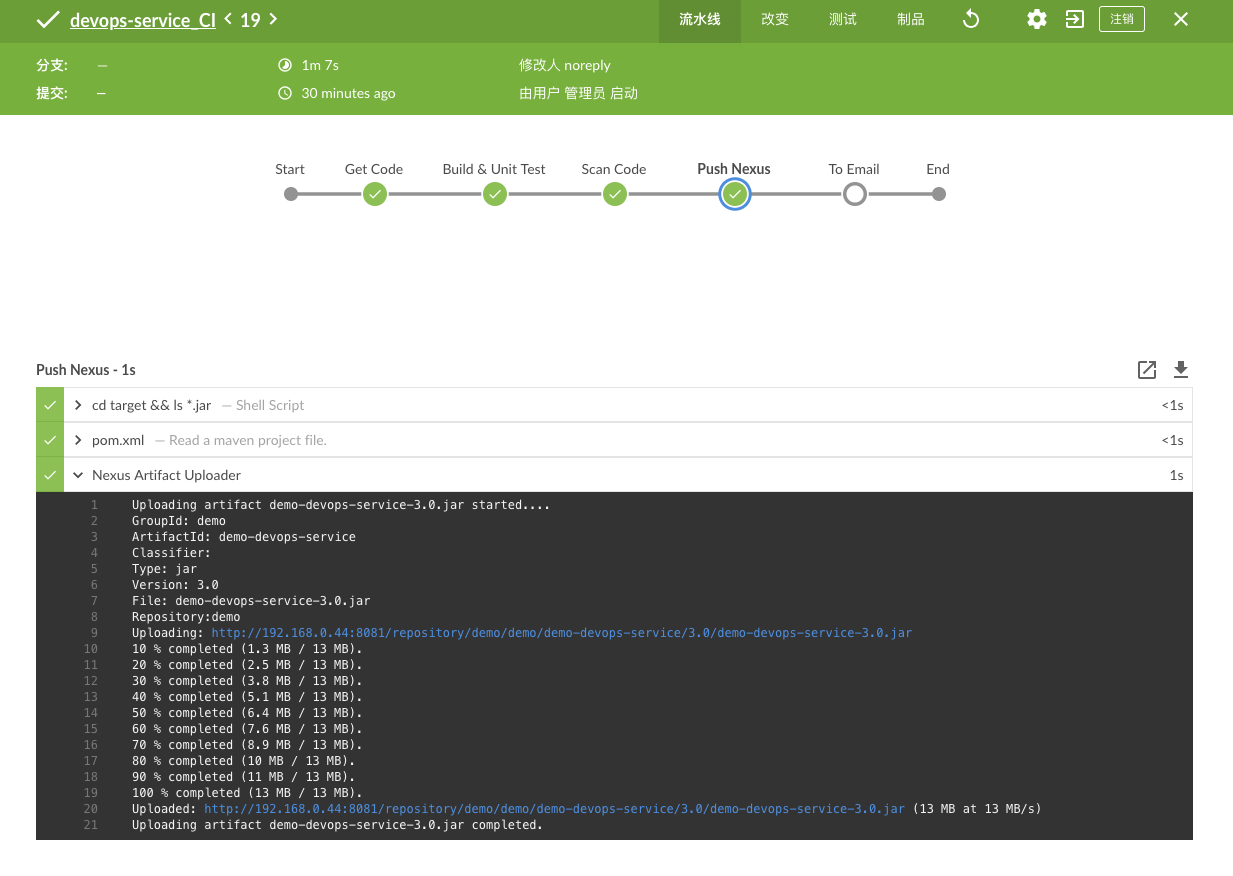 devops-service_CI < 19 > 流水线 改变 测试 制品 注销
分支: — 1m 7s 修改人 noreply
提交: — 30 minutes ago 由用户 管理员 启动
Start Get Code Build & Unit Test Scan Code Push Nexus To Email End
Push Nexus - 1s
cd target && ls *.jar — Shell Script <1s
pom.xml — Read a maven project file. <1s
Nexus Artifact Uploader 1s
1 Uploading artifact demo-devops-service-3.0.jar started....
2 GroupId: demo
3 ArtifactId: demo-devops-service
4 Classifier:
5 Type: jar
6 Version: 3.0
7 File: demo-devops-service-3.0.jar
8 Repository:demo
9 Uploading: http://192.168.0.44:8081/repository/demo/demo/demo-devops-service/3.0/demo-devops-service-3.0.jar
10 10 % completed (1.3 MB / 13 MB).
11 20 % completed (2.5 MB / 13 MB).
12 30 % completed (3.8 MB / 13 MB).
13 40 % completed (5.1 MB / 13 MB).
14 50 % completed (6.4 MB / 13 MB).
15 60 % completed (7.6 MB / 13 MB).
16 70 % completed (8.9 MB / 13 MB).
17 80 % completed (10 MB / 13 MB).
18 90 % completed (11 MB / 13 MB).
19 100 % completed (13 MB / 13 MB).
20 Uploaded: http://192.168.0.44:8081/repository/demo/demo/demo-devops-service/3.0/demo-devops-service-3.0.jar (13 MB at 13 MB/s)
21 Uploading artifact demo-devops-service-3.0.jar completed.